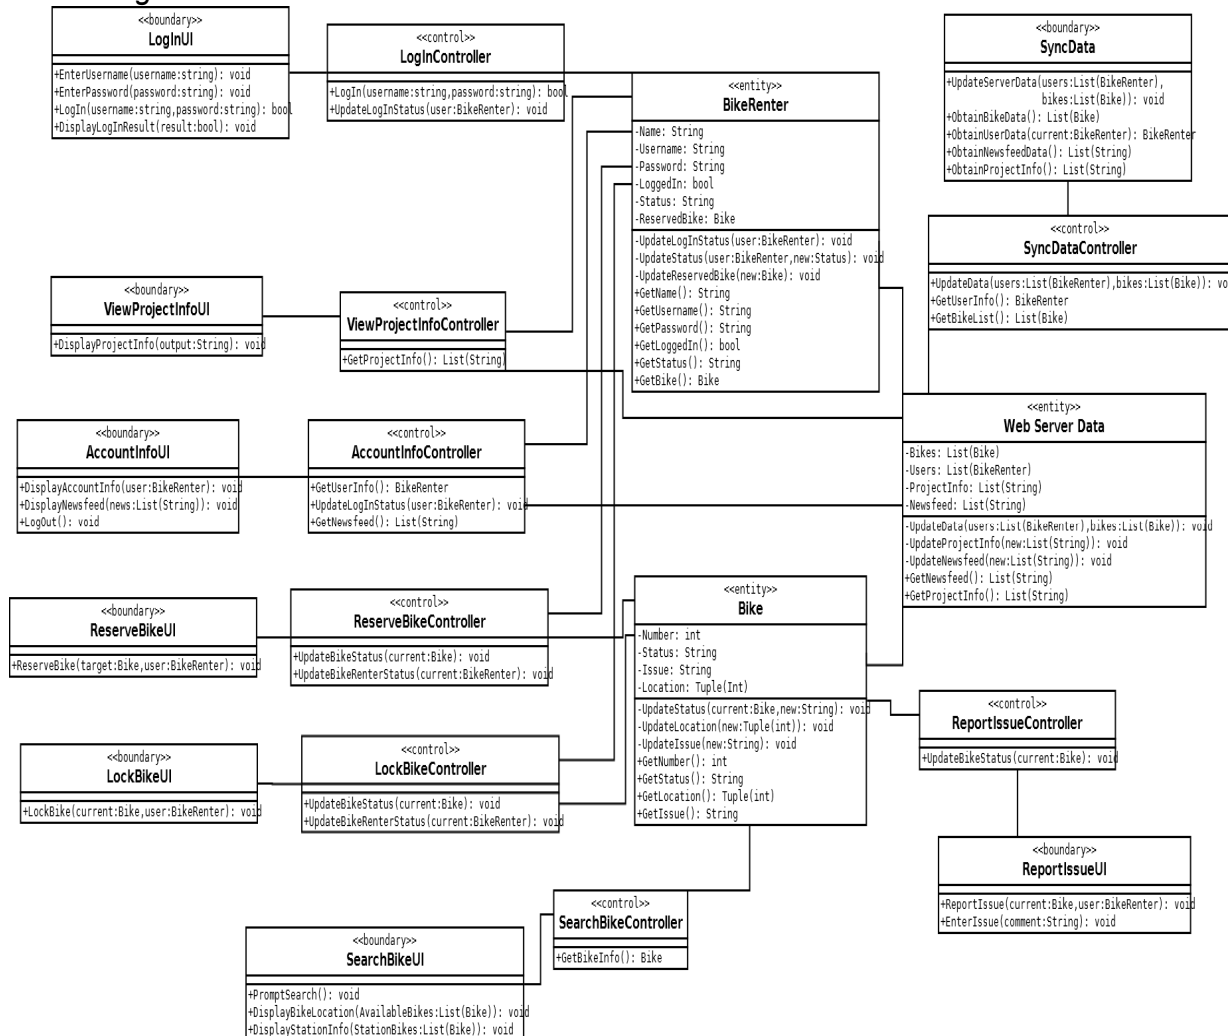 <<boundary>>
LogInUI
+EnterUsername(username:string): void
+EnterPassword(password:string): void
+LogIn(username:string,password:string): bool
+DisplayLogInResult(result:bool): void
<<control>>
LogInController
+LogIn(username:string,password:string): bool
+UpdateLogInStatus(user:BikeRenter): void
<<entity>>
BikeRenter
-Name: String
-Username: String
-Password: String
-LoggedIn: bool
-Status: String
-ReservedBike: Bike
-UpdateLogInStatus(user:BikeRenter): void
-UpdateStatus(user:BikeRenter,new:Status): void
-UpdateReservedBike(new:Bike): void
+GetName(): String
+GetUsername(): String
+GetPassword(): String
+GetLoggedIn(): bool
+GetStatus(): String
+GetBike(): Bike
<<boundary>>
SyncData
+UpdateServerData(users:List(BikeRenter),
bikes:List(Bike)): void
+ObtainBikeData(): List(Bike)
+ObtainUserData(current:BikeRenter): BikeRenter
+ObtainNewsfeedData(): List(String)
+ObtainProjectInfo(): List(String)
<<control>>
SyncDataController
+UpdateData(users:List(BikeRenter),bikes:List(Bike)): vo
+GetUserInfo(): BikeRenter
+GetBikeList(): List(Bike)
<<boundary>>
ViewProjectInfoUI
+DisplayProjectInfo(output:String): void
<<control>>
ViewProjectInfoController
+GetProjectInfo(): List(String)
<<entity>>
Web Server Data
-Bikes: List(Bike)
-Users: List(BikeRenter)
-ProjectInfo: List(String)
-Newsfeed: List(String)
-UpdateData(users:List(BikeRenter),bikes:List(Bike)): void
-UpdateProjectInfo(new:List(String)): void
-UpdateNewsfeed(new:List(String)): void
+GetNewsfeed(): List(String)
+GetProjectInfo(): List(String)
<<boundary>>
AccountInfoUI
+DisplayAccountInfo(user:BikeRenter): void
+DisplayNewsfeed(news:List(String)): void
+LogOut(): void
<<control>>
AccountInfoController
+GetUserInfo(): BikeRenter
+UpdateLogInStatus(user:BikeRenter): void
+GetNewsfeed(): List(String)
<<boundary>>
ReserveBikeUI
+ReserveBike(target:Bike,user:BikeRenter): void
<<control>>
ReserveBikeController
+UpdateBikeStatus(current:Bike): void
+UpdateBikeRenterStatus(current:BikeRenter): void
<<entity>>
Bike
-Number: int
-Status: String
-Issue: String
-Location: Tuple(Int)
-UpdateStatus(current:Bike,new:String): void
-UpdateLocation(new:Tuple(int)): void
-UpdateIssue(new:String): void
+GetNumber(): int
+GetStatus(): String
+GetLocation(): Tuple(int)
+GetIssue(): String
<<control>>
ReportIssueController
+UpdateBikeStatus(current:Bike): void
<<boundary>>
LockBikeUI
+LockBike(current:Bike,user:BikeRenter): void
<<control>>
LockBikeController
+UpdateBikeStatus(current:Bike): void
+UpdateBikeRenterStatus(current:BikeRenter): void
<<boundary>>
ReportIssueUI
+ReportIssue(current:Bike,user:BikeRenter): void
+EnterIssue(comment:String): void
<<control>>
SearchBikeController
+GetBikeInfo(): Bike
<<boundary>>
SearchBikeUI
+PromptSearch(): void
+DisplayBikeLocation(AvailableBikes:List(Bike)): void
+DisplayStationInfo(StationBikes:List(Bike)): void